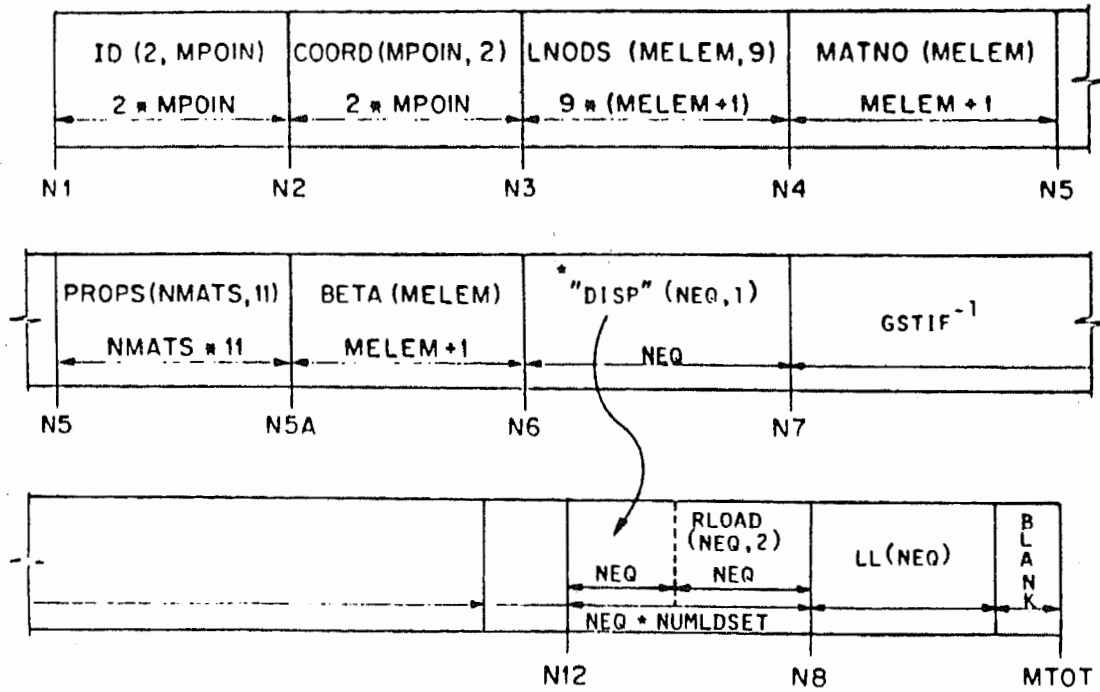 ID (2, MPOIN) COORD (MPOIN, 2) LNODS (MELEM, 9) MATNO (MELEM)
2 * MPOIN 2 * MPOIN 9 * (MELEM +1) MELEM + 1
N1 N2 N3 N4 N5
PROPS (NMATS, 11) BETA (MELEM) * "DISP" (NEQ, 1) GSTIF⁻¹
NMATS * 11 MELEM +1 NEQ
N5 N5A N6 N7
RLOAD
(NEQ, 2)
LL (NEQ)
BLANK
NEQ NEQ
NEQ * NUMLDSET
N12 N8 MTOT